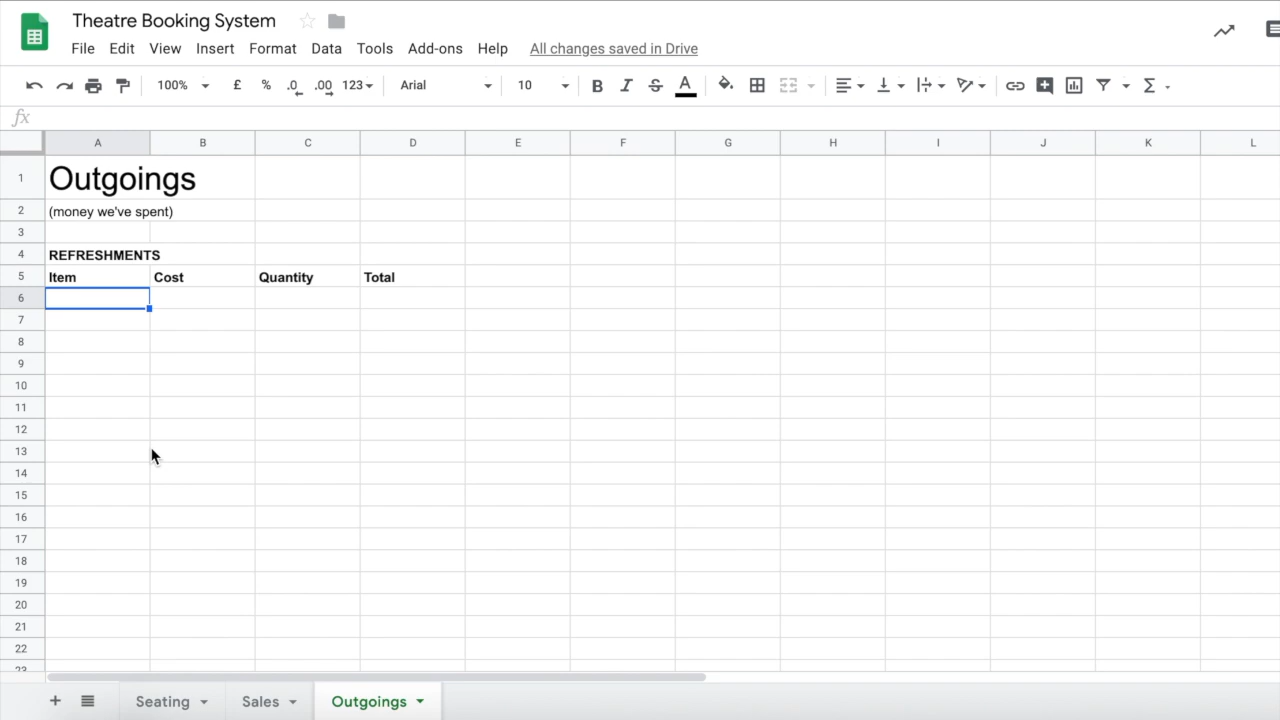 Theatre Booking System
File Edit View Insert Format Data Tools Add-ons Help All changes saved in Drive
100% £ % .0 .00 123 Arial 10 B I S A Σ
fx
A B C D E F G H I J K L
1 Outgoings
2 (money we've spent)
3
4 REFRESHMENTS
5 Item Cost Quantity Total
6
7
8
9
10
11
12
13
14
15
16
17
18
19
20
21
22
23
+ Seating Sales Outgoings